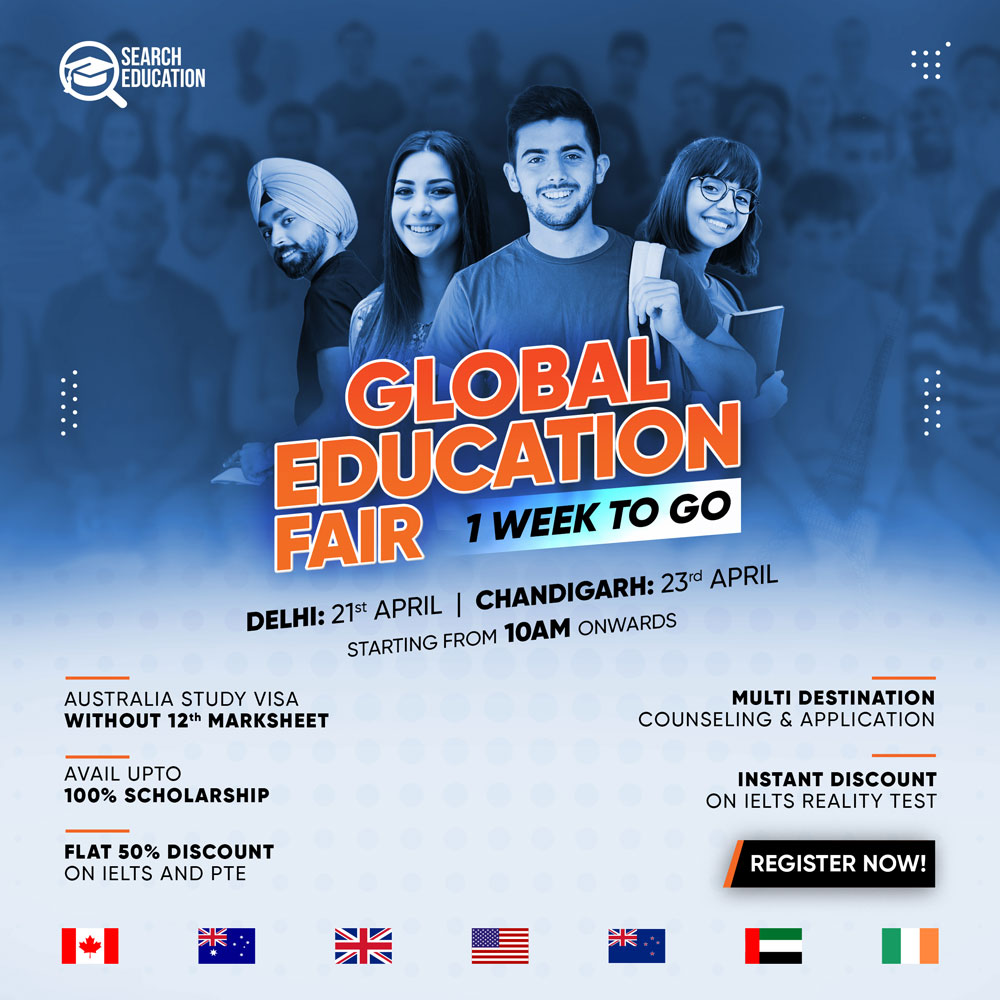 SEARCH
EDUCATION
GLOBAL
EDUCATION
FAIR
1 WEEK TO GO
DELHI: 21st APRIL | CHANDIGARH: 23rd APRIL
STARTING FROM 10AM ONWARDS
AUSTRALIA STUDY VISA
WITHOUT 12th MARKSHEET
AVAIL UPTO
100% SCHOLARSHIP
FLAT 50% DISCOUNT
ON IELTS AND PTE
MULTI DESTINATION
COUNSELING & APPLICATION
INSTANT DISCOUNT
ON IELTS REALITY TEST
REGISTER NOW!